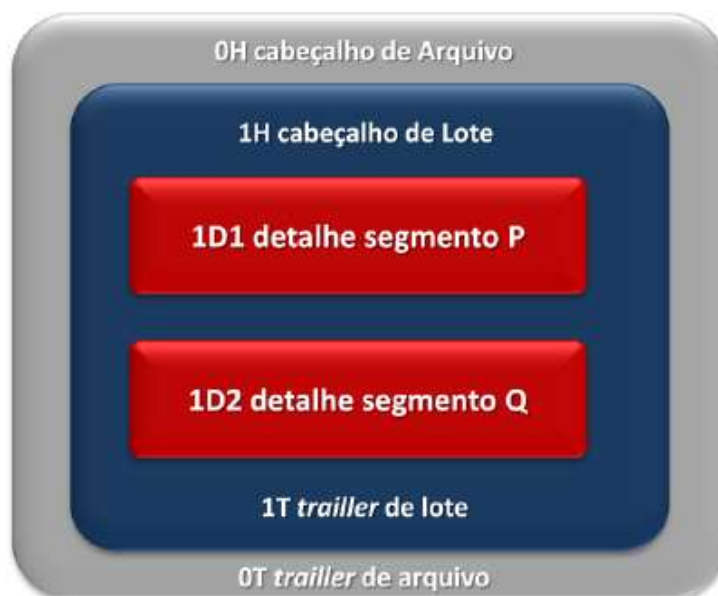 0H cabeçalho de Arquivo
1H cabeçalho de Lote
1D1 detalhe segmento P
1D2 detalhe segmento Q
1T trailler de lote
0T trailler de arquivo